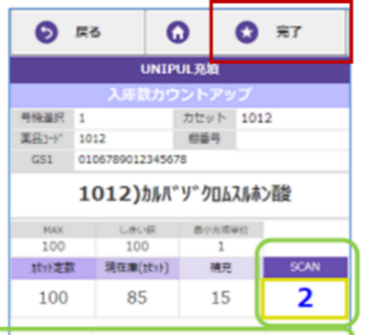 戻る 完了
UNIPUL充填
入庫数カウントアップ
号機選択 1 カセット 1012
薬品ｺｰﾄﾞ 1012 棚番号
GS1 0106789012345678
1012)ｶﾙﾊﾞｿﾞｸﾛﾑｽﾙﾎﾝ酸
MAX しきい値 最小充填単位
100 100 1
ｶｾｯﾄ定数 現在庫(ｶｾｯﾄ) 補充 SCAN
100 85 15 2